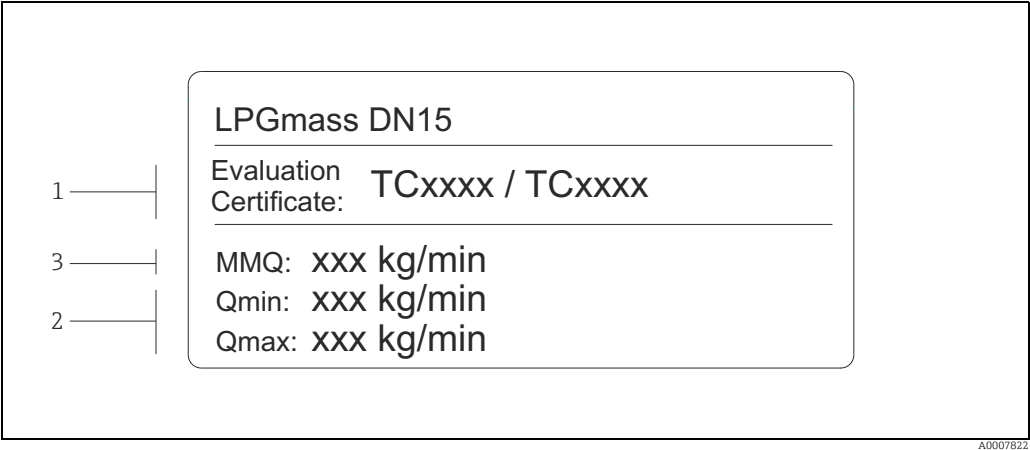 LPGmass DN15
1
Evaluation
Certificate:
TCxxxx / TCxxxx
3
MMQ: xxx kg/min
Qmin: xxx kg/min
2
Qmax: xxx kg/min
A0007822